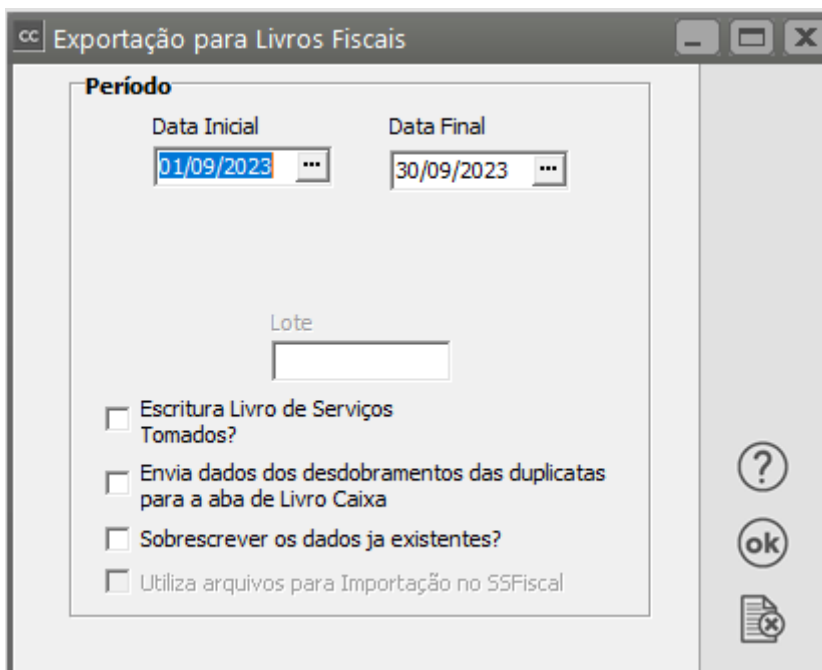 cc Exportação para Livros Fiscais
Período
Data Inicial Data Final
01/09/2023 ... 30/09/2023 ...
Lote
Escritura Livro de Serviços
Tomados?
Envia dados dos desdobramentos das duplicatas
para a aba de Livro Caixa
Sobrescrever os dados ja existentes?
Utiliza arquivos para Importação no SSFiscal
?
ok